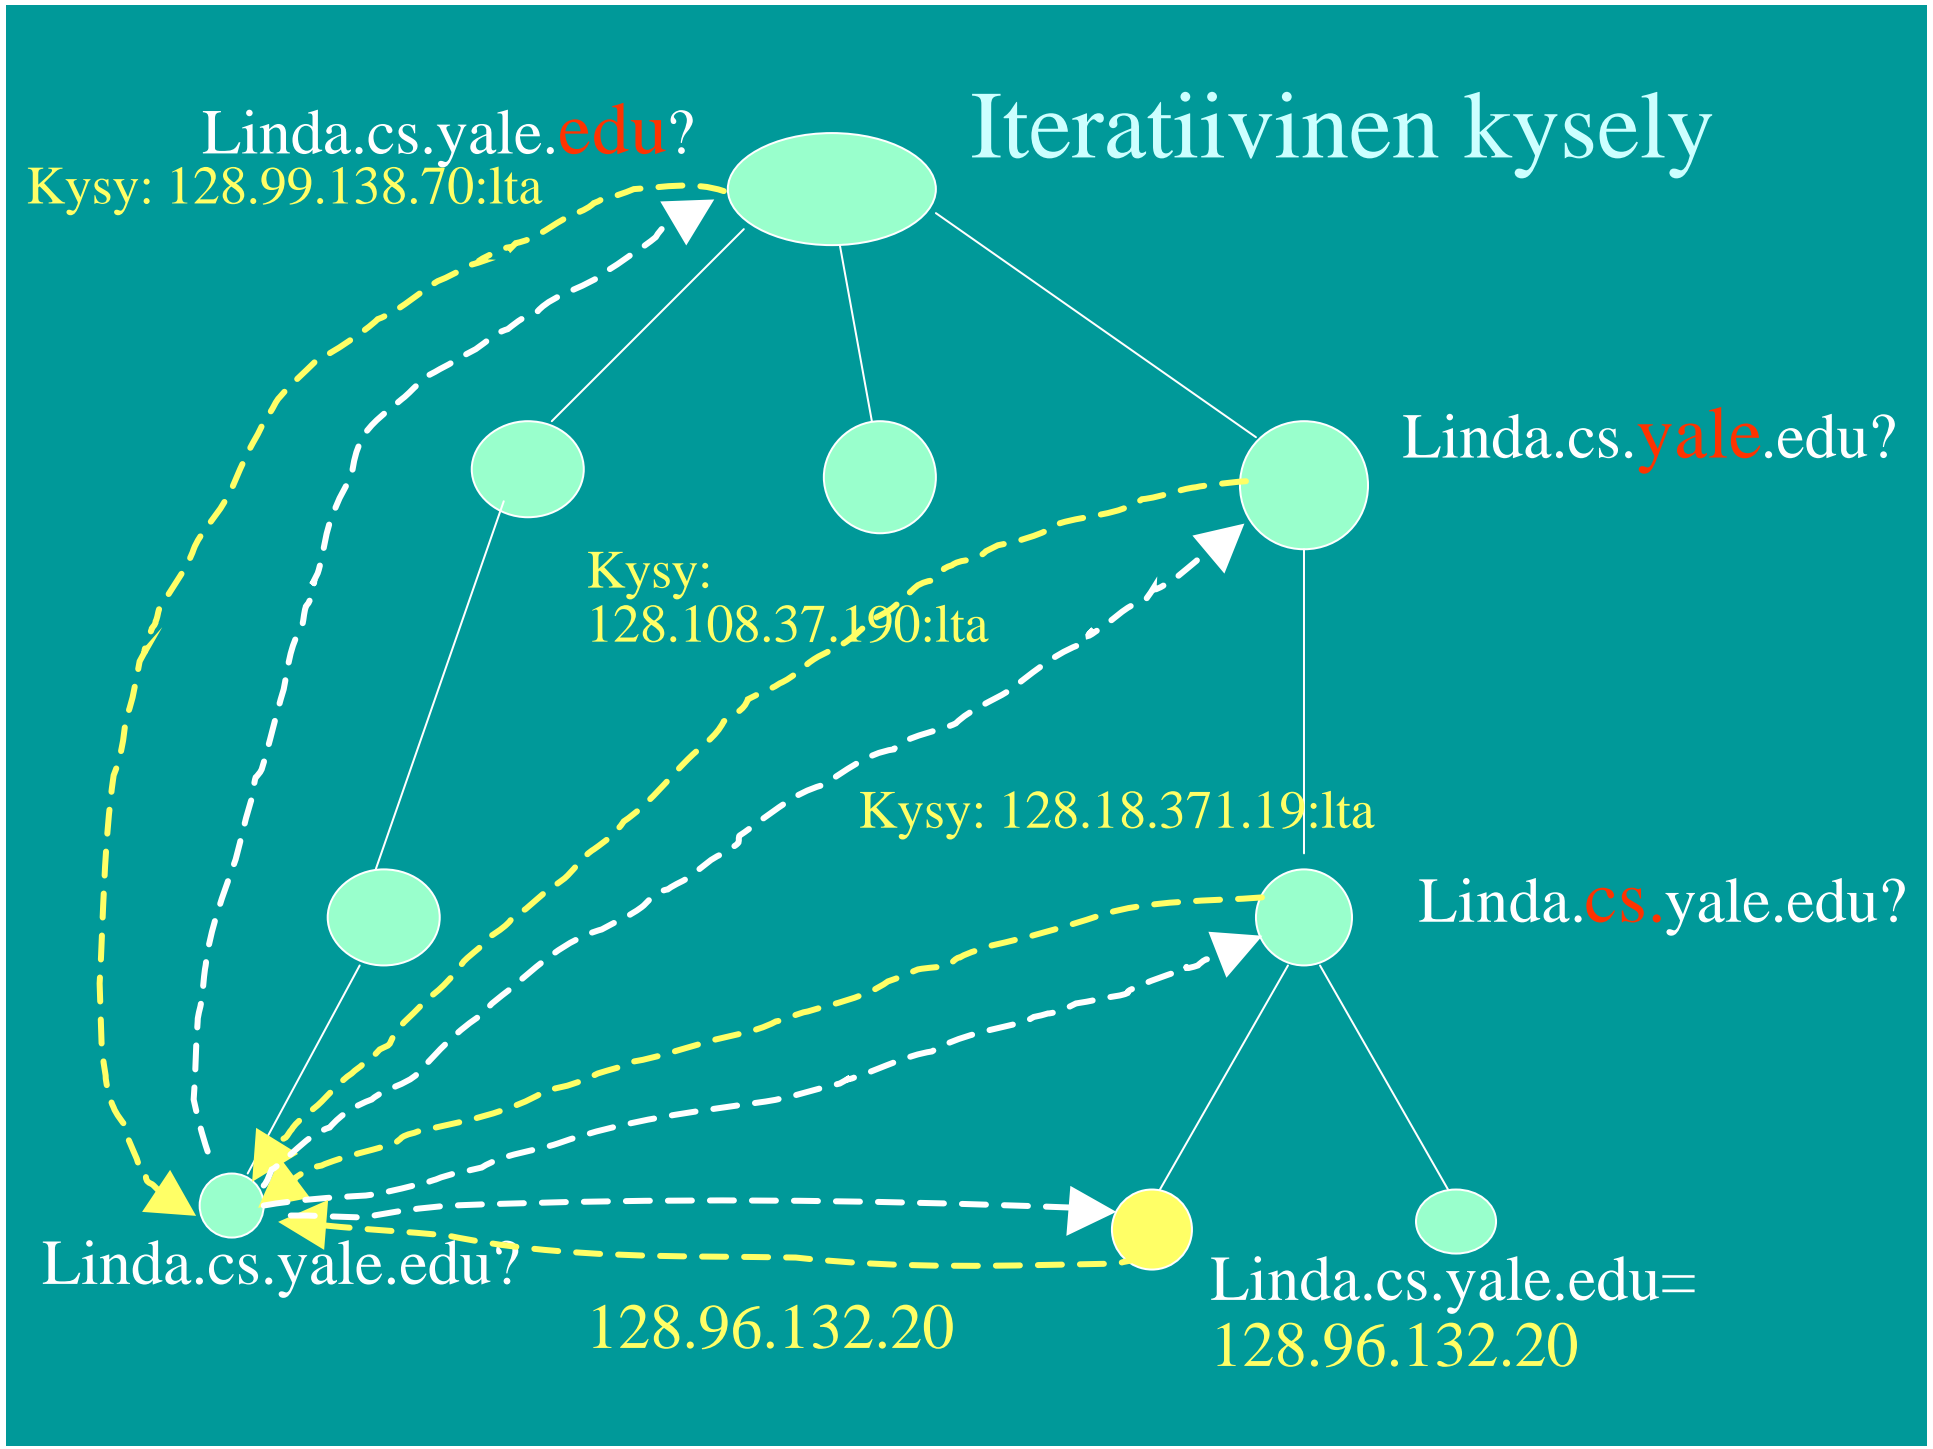 Iteratiivinen kysely
Linda.cs.yale.edu?
Kysy: 128.99.138.70:lta
Linda.cs.yale.edu?
Kysy:
128.108.37.190:lta
Kysy: 128.18.371.19:lta
Linda.cs.yale.edu?
Linda.cs.yale.edu?
128.96.132.20
Linda.cs.yale.edu=
128.96.132.20